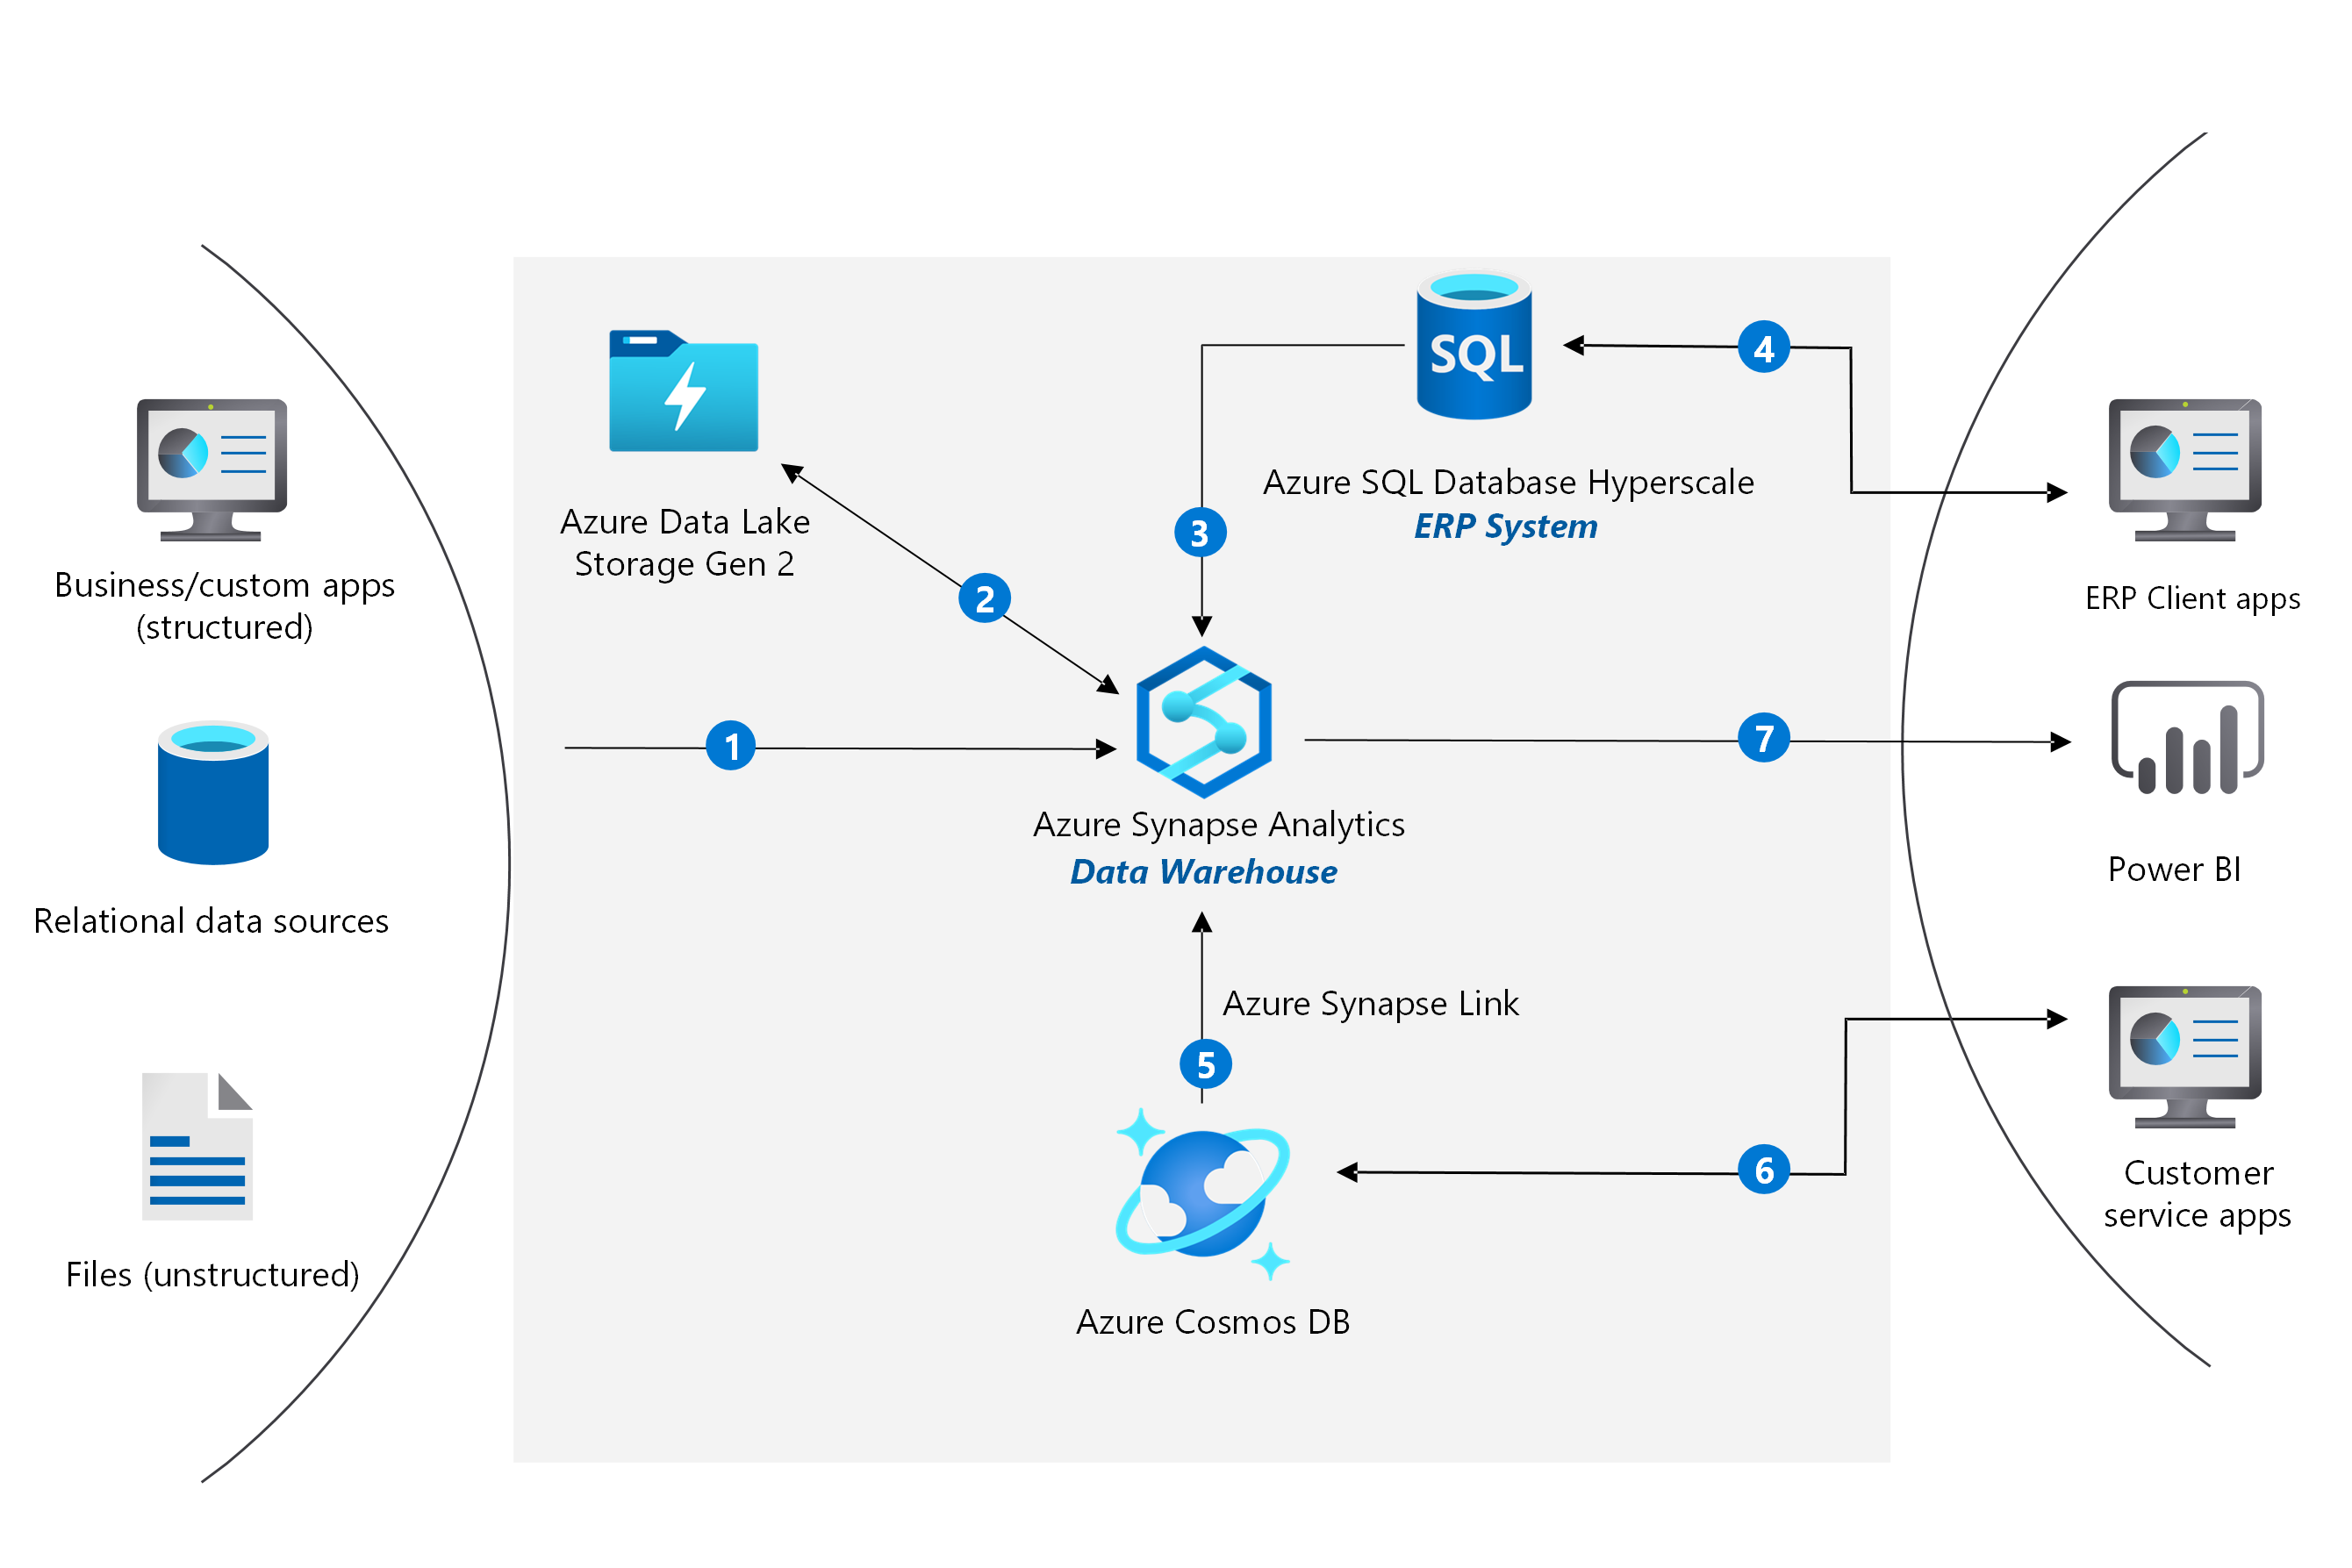 Business/custom apps
(structured)
Relational data sources
Files (unstructured)
Azure Data Lake
Storage Gen 2
1
2
3
SQL
Azure SQL Database Hyperscale
ERP System
4
Azure Synapse Analytics
Data Warehouse
7
Azure Synapse Link
5
Azure Cosmos DB
6
ERP Client apps
Power BI
Customer
service apps